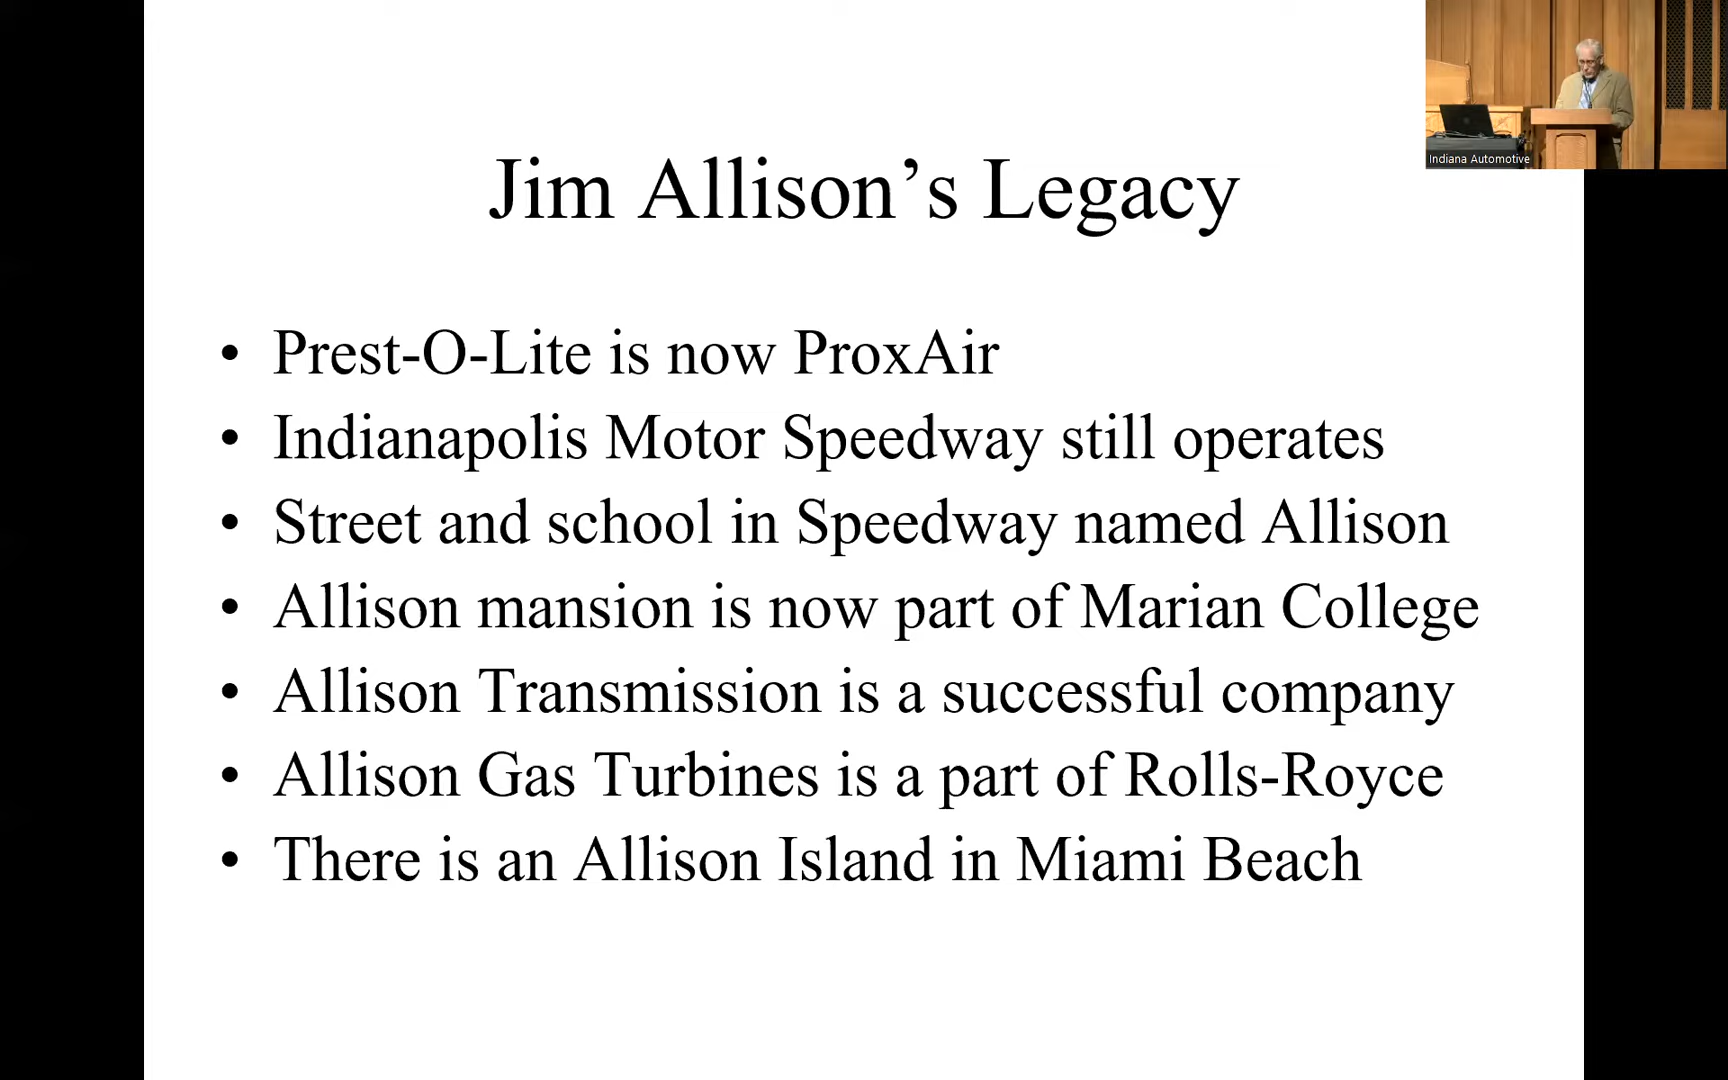 Indiana Automotive
Jim Allison’s Legacy
• Prest-O-Lite is now ProxAir
• Indianapolis Motor Speedway still operates
• Street and school in Speedway named Allison
• Allison mansion is now part of Marian College
• Allison Transmission is a successful company
• Allison Gas Turbines is a part of Rolls-Royce
• There is an Allison Island in Miami Beach